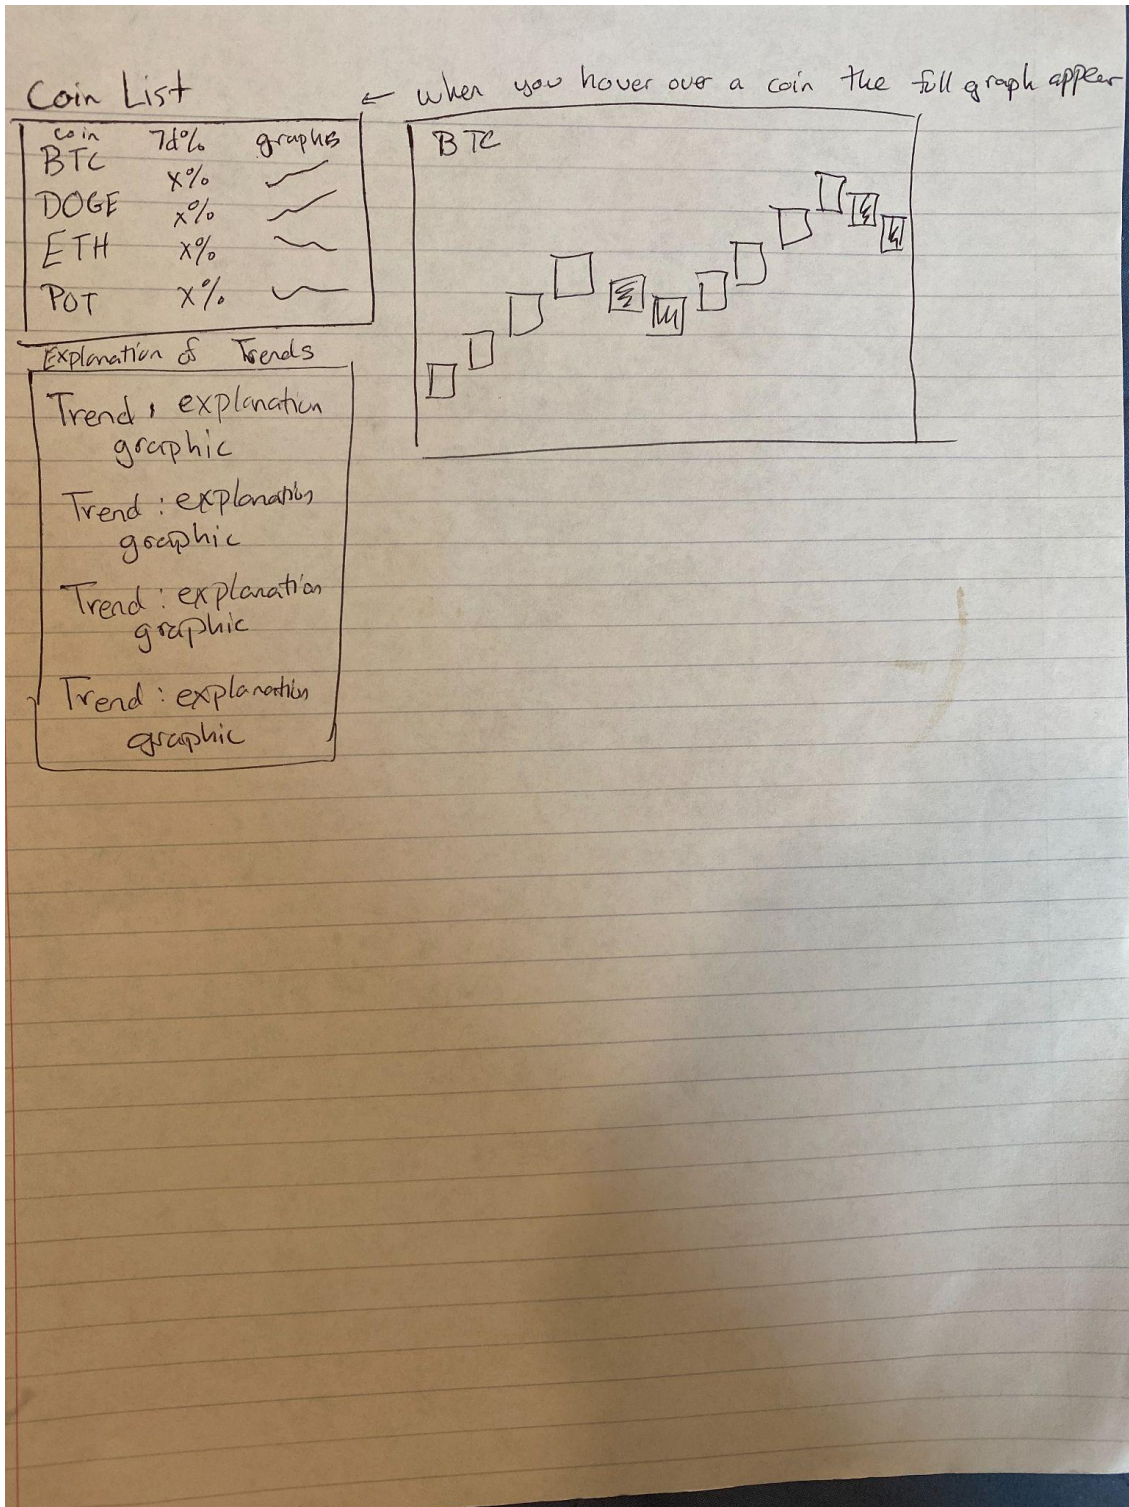 Coin List
← when you hover over a coin the full graph appear
coin 7d% graphs
BTC x%
DOGE x%
ETH x%
POT x%
BTC
Explanation of Trends
Trend : explanation
graphic
Trend : explanation
graphic
Trend : explanation
graphic
Trend : explanation
graphic